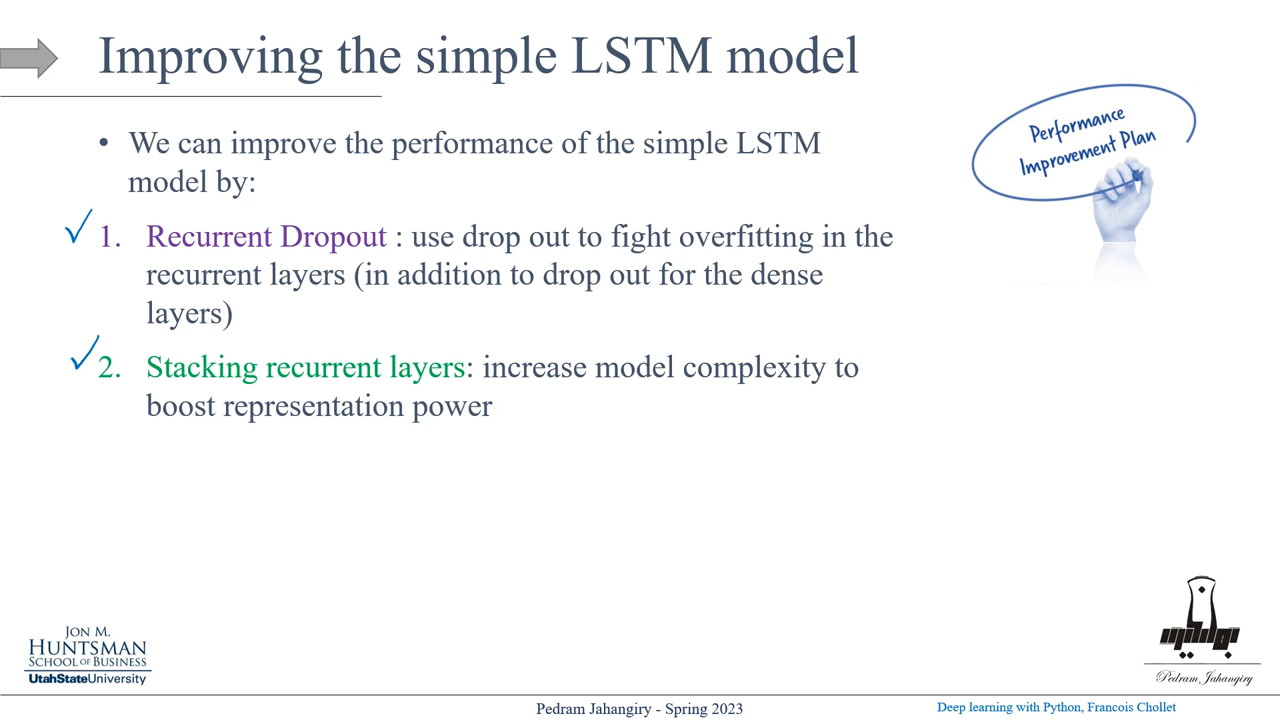 Improving the simple LSTM model
Performance
Improvement Plan
• We can improve the performance of the simple LSTM
model by:
1. Recurrent Dropout : use drop out to fight overfitting in the
recurrent layers (in addition to drop out for the dense
layers)
2. Stacking recurrent layers: increase model complexity to
boost representation power
JON M.
HUNTSMAN
SCHOOL OF BUSINESS
UtahStateUniversity
Pedram Jahangiry
Pedram Jahangiry - Spring 2023
Deep learning with Python, Francois Chollet